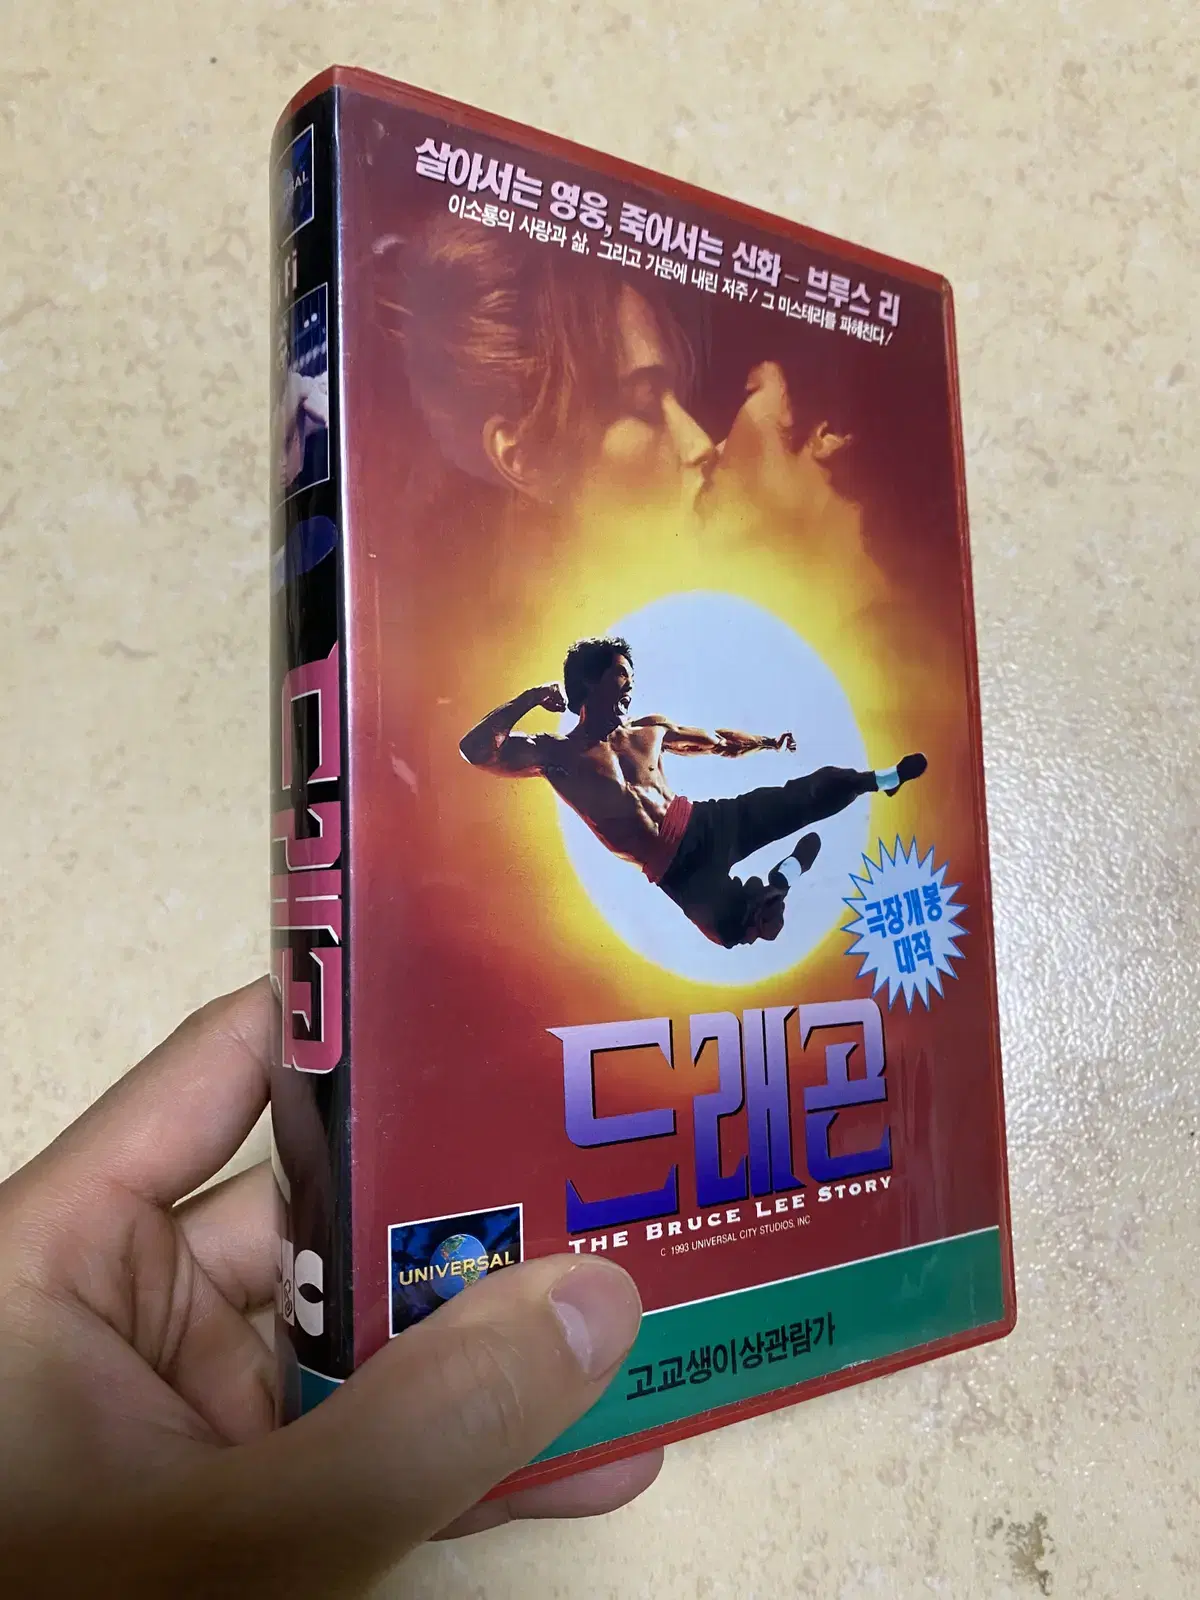 살아서는 영웅, 죽어서는 신화 - 브루스 리
이소룡의 사랑과 삶, 그리고 가문에 내린 저주! 그 미스테리를 파헤친다!
극장개봉
대작
드래곤
THE BRUCE LEE STORY
C 1993 UNIVERSAL CITY STUDIOS, INC
UNIVERSAL
고교생이상관람가
드래곤